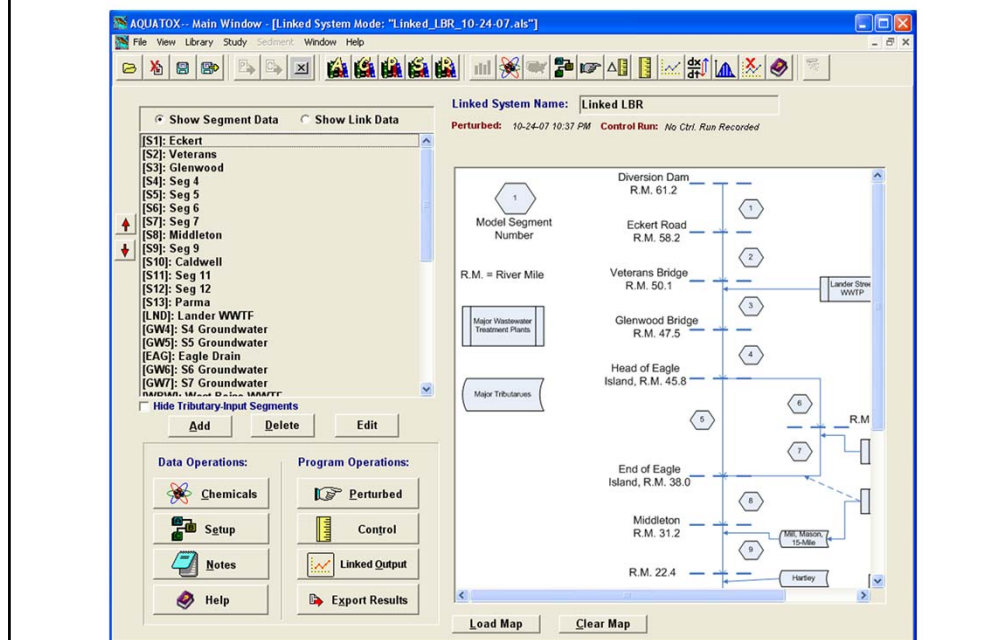 AQUATOX-- Main Window - [Linked System Mode: "Linked_LBR_10-24-07.als"]
File View Library Study Sediment Window Help
Show Segment Data Show Link Data
[S1]: Eckert
[S2]: Veterans
[S3]: Glenwood
[S4]: Seg 4
[S5]: Seg 5
[S6]: Seg 6
[S7]: Seg 7
[S8]: Middleton
[S9]: Seg 9
[S10]: Caldwell
[S11]: Seg 11
[S12]: Seg 12
[S13]: Parma
[LND]: Lander WWTF
[GW4]: S4 Groundwater
[GW5]: S5 Groundwater
[EAG]: Eagle Drain
[GW6]: S6 Groundwater
[GW7]: S7 Groundwater
Hide Tributary-Input Segments
Add Delete Edit
Data Operations:
Chemicals
Setup
Notes
Help
Program Operations:
Perturbed
Control
Linked Output
Export Results
Linked System Name: Linked LBR
Perturbed: 10-24-07 10:37 PM Control Run: No Ctrl. Run Recorded
1
Model Segment
Number
R.M. = River Mile
Major Wastewater
Treatment Plants
Major Tributarues
Diversion Dam
R.M. 61.2
1
Eckert Road
R.M. 58.2
2
Veterans Bridge
R.M. 50.1
Lander Stree
WWTP
3
Glenwood Bridge
R.M. 47.5
4
Head of Eagle
Island, R.M. 45.8
5
6
R.M
7
End of Eagle
Island, R.M. 38.0
8
Middleton
R.M. 31.2
Mill, Mason,
15-Mile
9
R.M. 22.4
Hartley
Load Map Clear Map